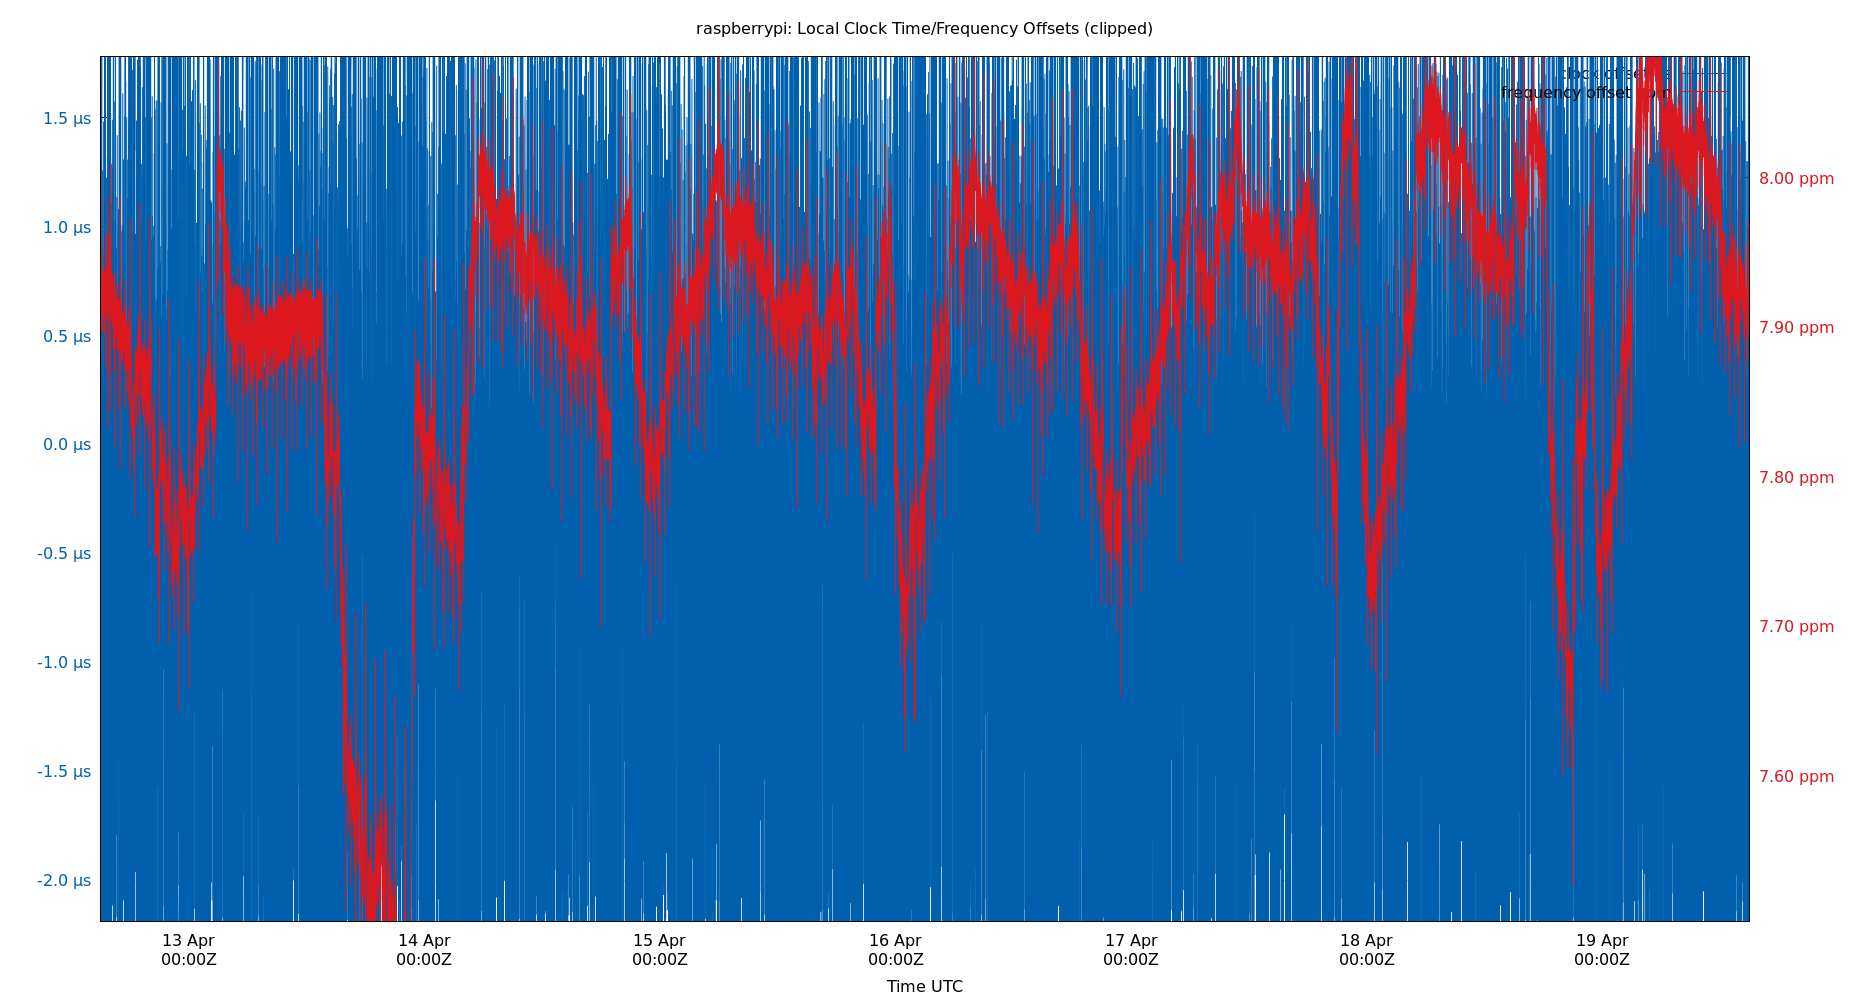 raspberrypi: Local Clock Time/Frequency Offsets (clipped)
clock offset
frequency offset
1.5 µs
1.0 µs
0.5 µs
0.0 µs
-0.5 µs
-1.0 µs
-1.5 µs
-2.0 µs
8.00 ppm
7.90 ppm
7.80 ppm
7.70 ppm
7.60 ppm
13 Apr
00:00Z
14 Apr
00:00Z
15 Apr
00:00Z
16 Apr
00:00Z
17 Apr
00:00Z
18 Apr
00:00Z
19 Apr
00:00Z
Time UTC